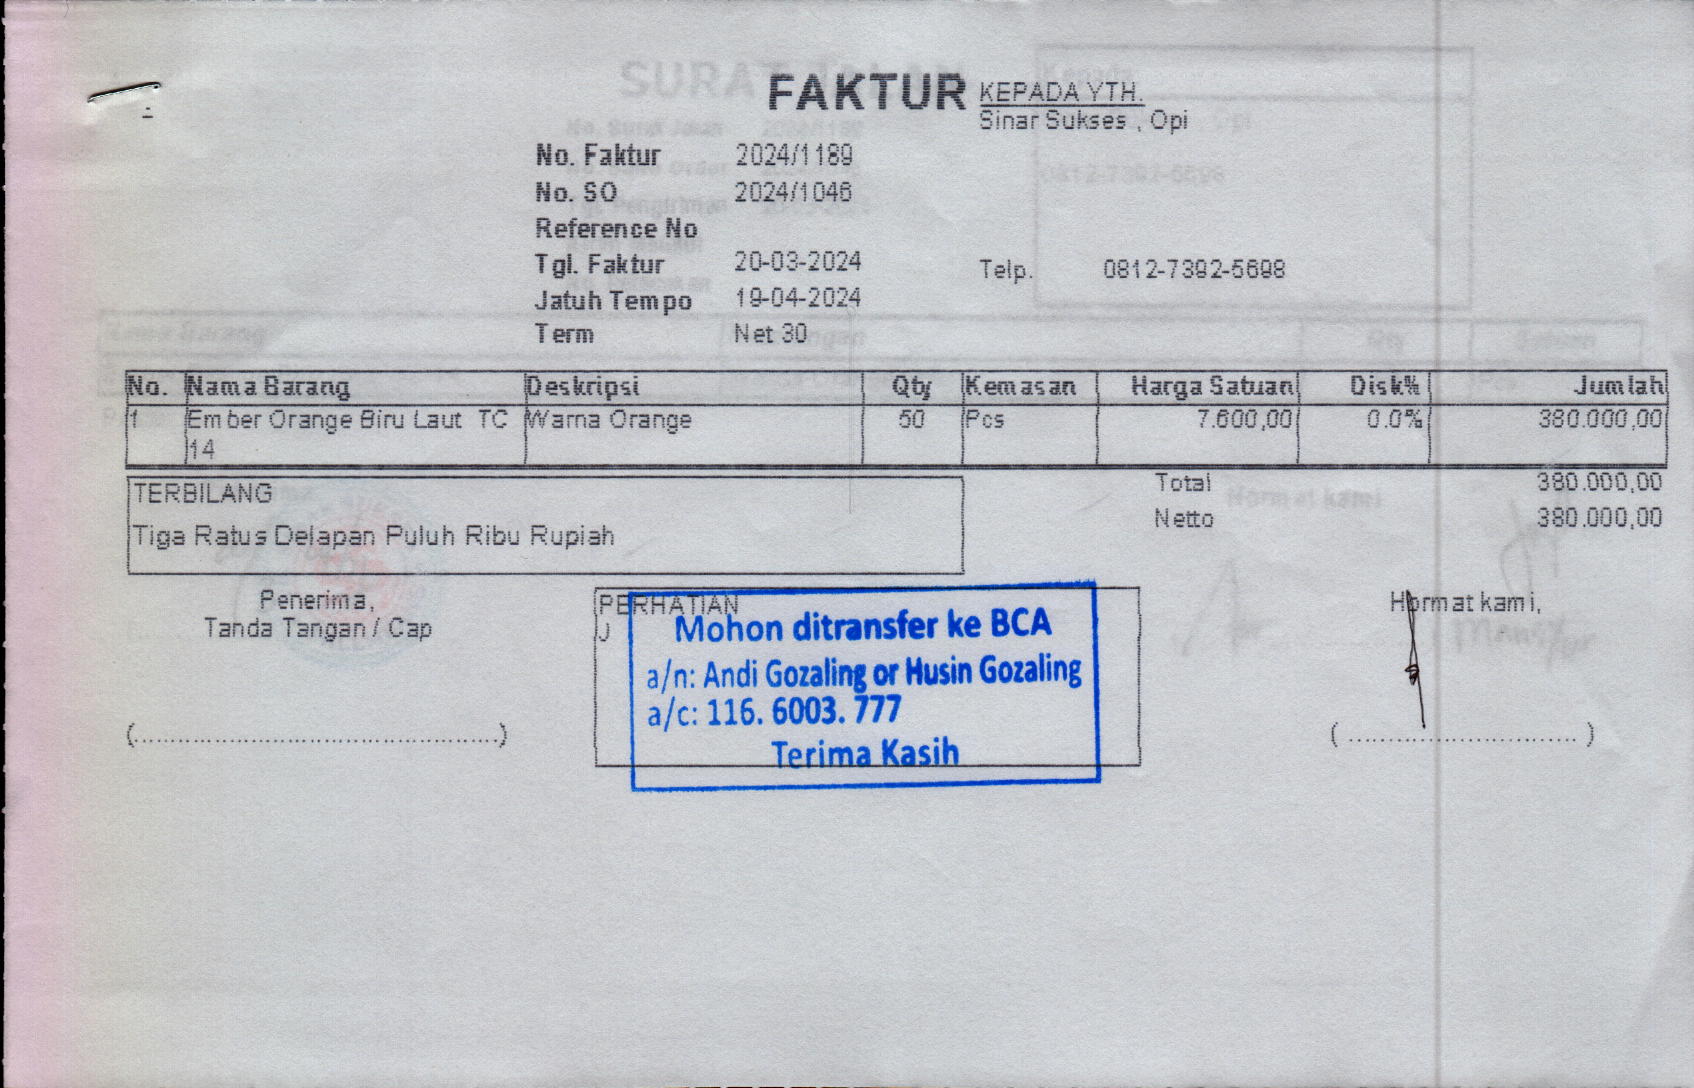 FAKTUR
KEPADA YTH.
Sinar Sukses , Opi
No. Faktur 2024/1189
No. SO 2024/1046
Reference No
Tgl. Faktur 20-03-2024
Telp. 0812-7392-5698
Jatuh Tempo 19-04-2024
Term Net 30
No. Nama Barang Deskripsi Qty Kemasan Harga Satuan Disk% Jumlah
1 Ember Orange Biru Laut TC 14 Warna Orange 50 Pcs 7.600,00 0.0% 380.000,00
Total 380.000,00
Netto 380.000,00
TERBILANG
Tiga Ratus Delapan Puluh Ribu Rupiah
Penerima,
Tanda Tangan / Cap
(.............................................)
PERHATIAN
J
Mohon ditransfer ke BCA
a/n: Andi Gozaling or Husin Gozaling
a/c: 116. 6003. 777
Terima Kasih
Hormat kami,
( ............................ )